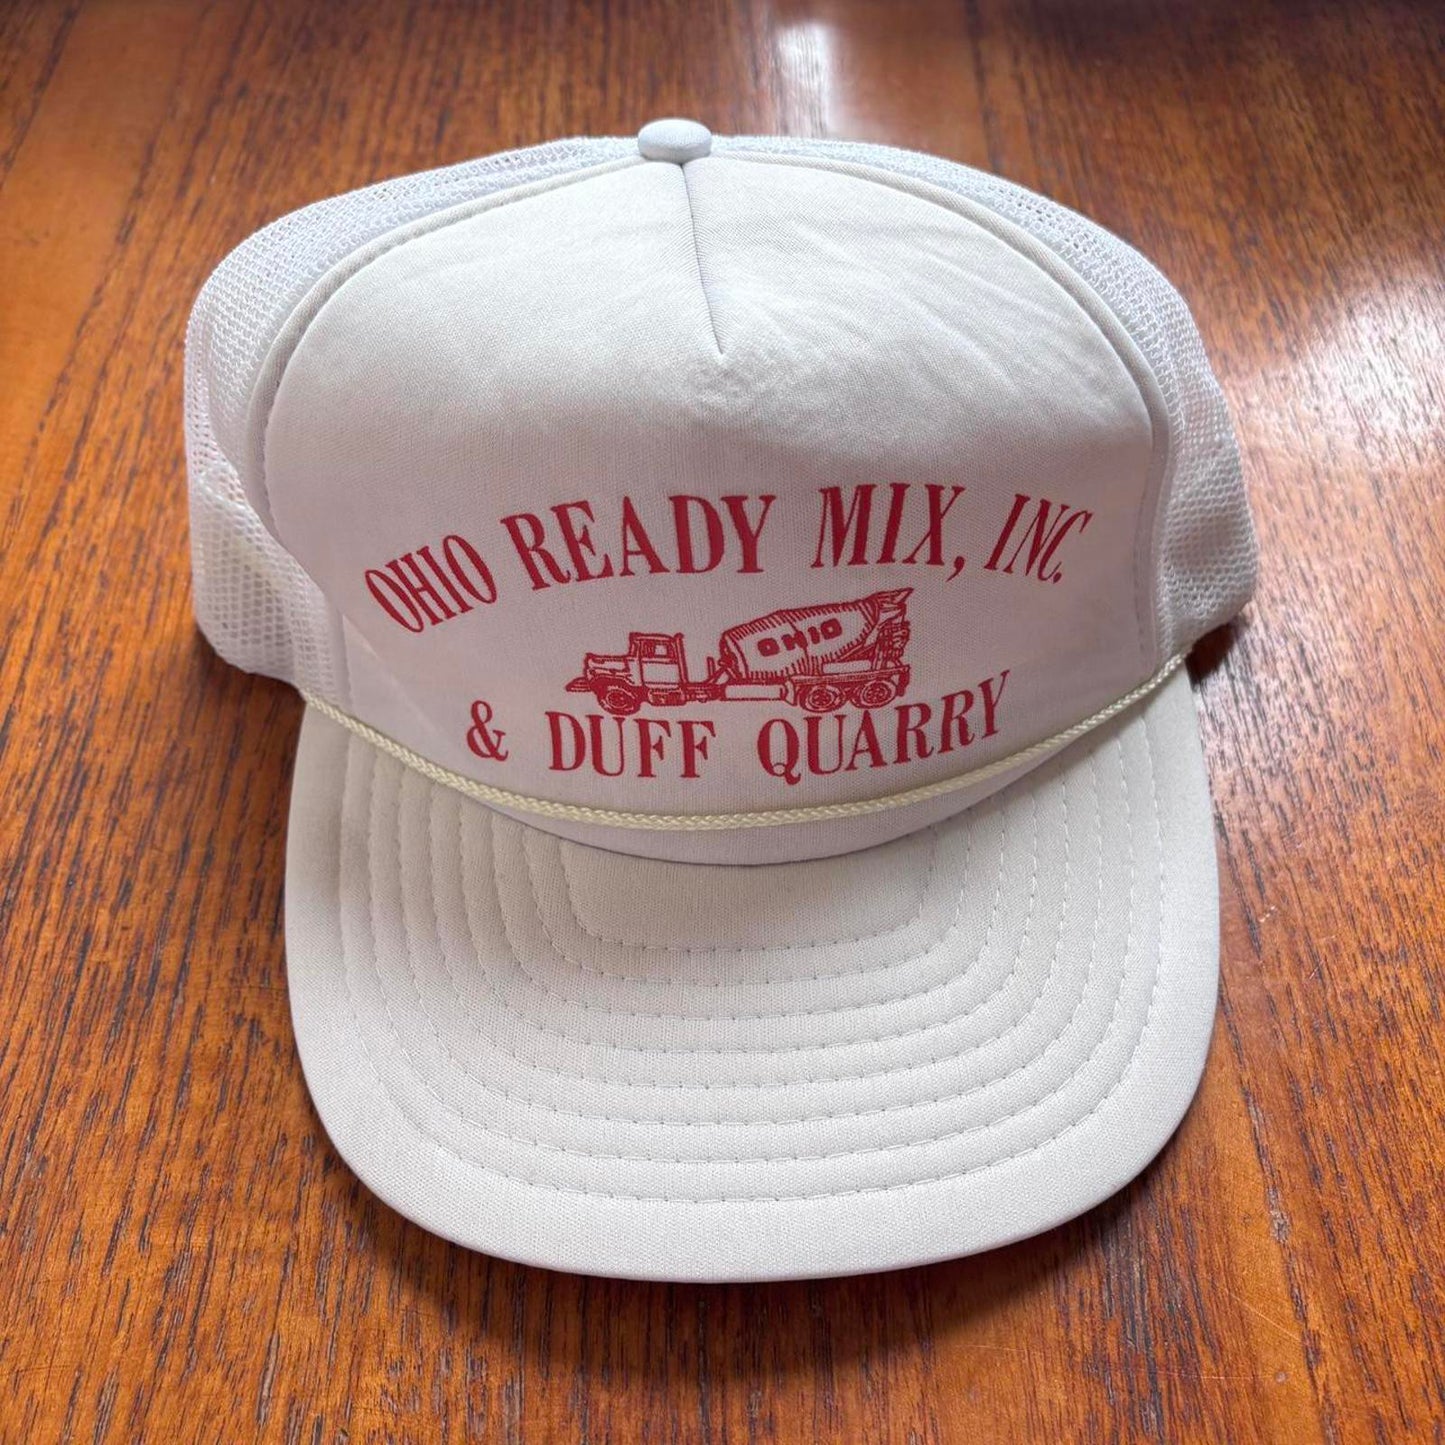 OHIO READY MIX, INC.
OHIO
& DUFF QUARRY